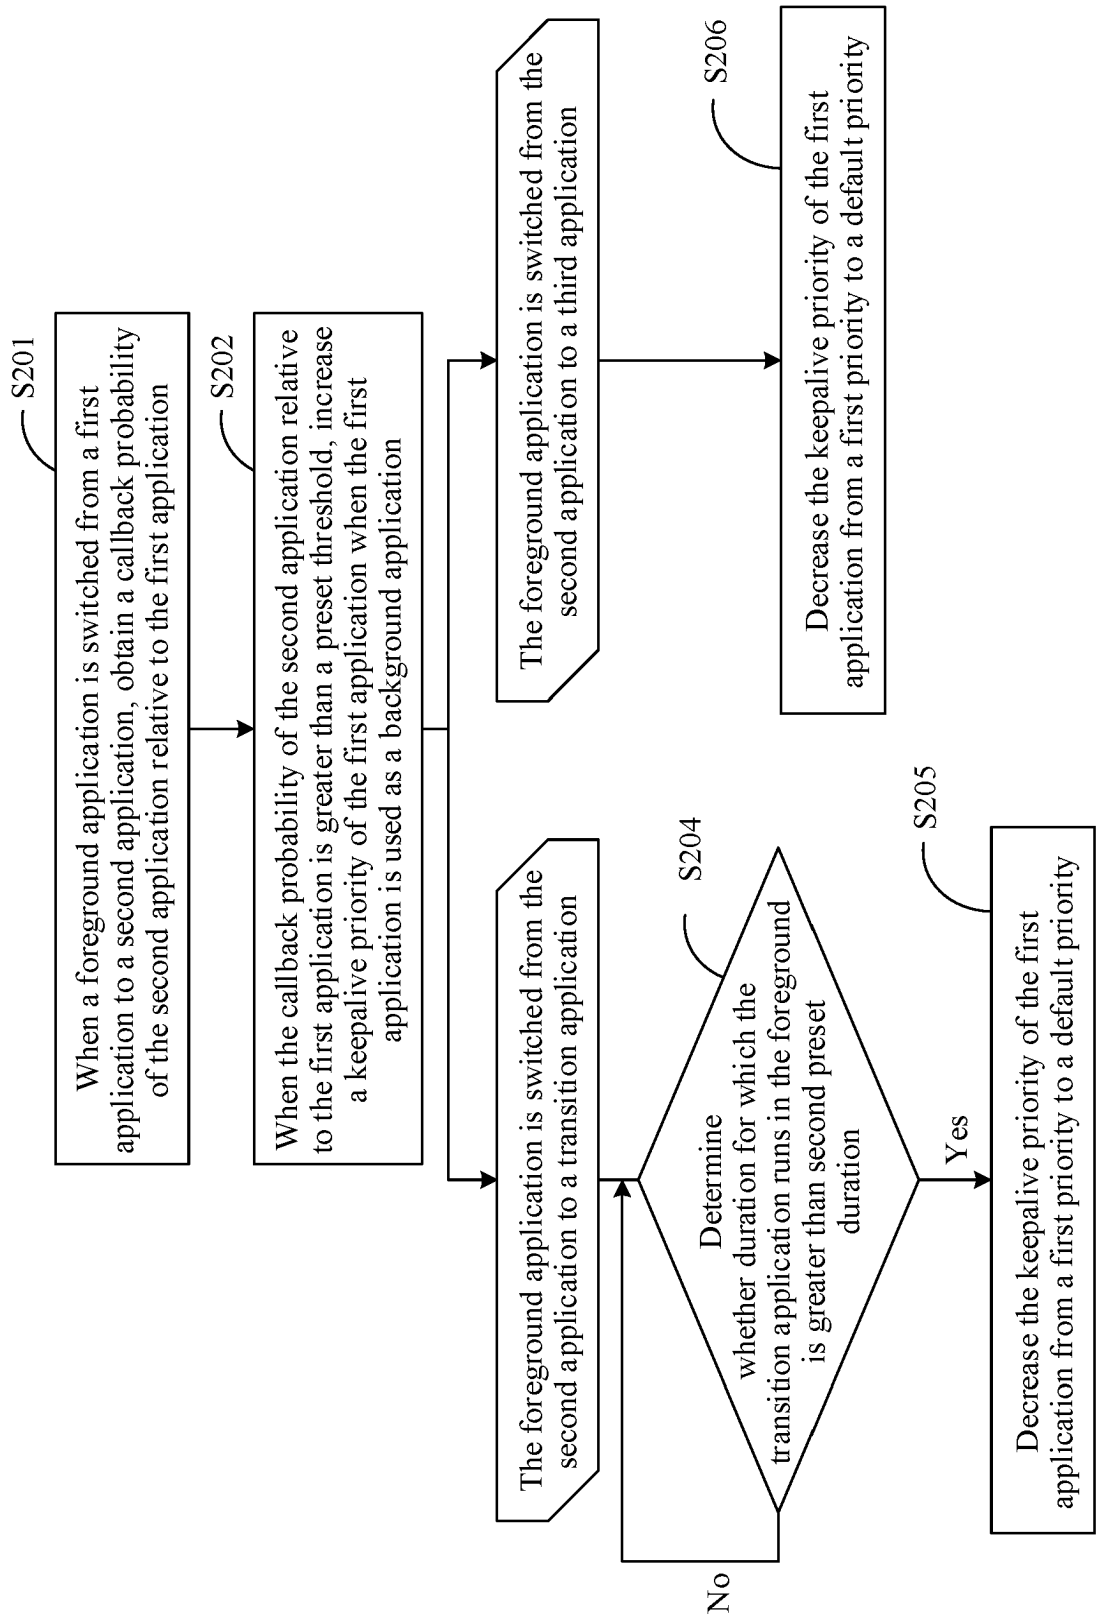 S201
When a foreground application is switched from a first
application to a second application, obtain a callback probability
of the second application relative to the first application
S202
When the callback probability of the second application relative
to the first application is greater than a preset threshold, increase
a keepalive priority of the first application when the first
application is used as a background application
The foreground application is switched from the
second application to a transition application
S204
Determine
whether duration for which the
transition application runs in the foreground
is greater than second preset
duration
No
Yes
S205
Decrease the keepalive priority of the first
application from a first priority to a default priority
The foreground application is switched from the
second application to a third application
S206
Decrease the keepalive priority of the first
application from a first priority to a default priority